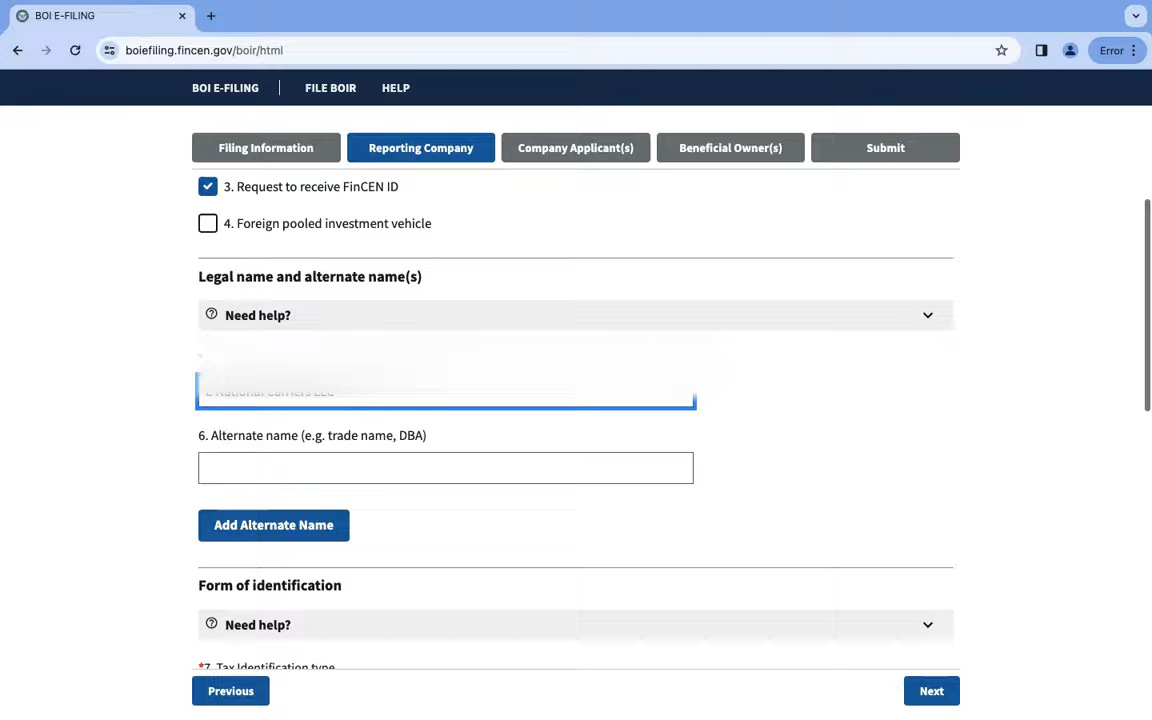 BOI E-FILING
boiefiling.fincen.gov/boir/html
Error
BOI E-FILING
FILE BOIR
HELP
Filing Information
Reporting Company
Company Applicant(s)
Beneficial Owner(s)
Submit
3. Request to receive FinCEN ID
4. Foreign pooled investment vehicle
Legal name and alternate name(s)
Need help?
National Carriers LLC
6. Alternate name (e.g. trade name, DBA)
Add Alternate Name
Form of identification
Need help?
*7. Tax Identification type
Previous
Next